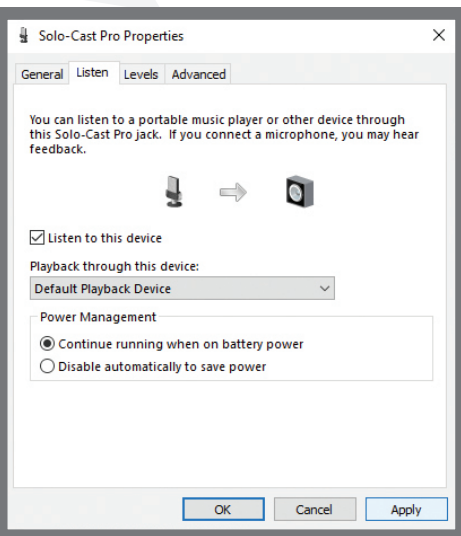 Solo-Cast Pro Properties
General Listen Levels Advanced
You can listen to a portable music player or other device through
this Solo-Cast Pro jack. If you connect a microphone, you may hear
feedback.
Listen to this device
Playback through this device:
Default Playback Device
Power Management
Continue running when on battery power
Disable automatically to save power
OK Cancel Apply